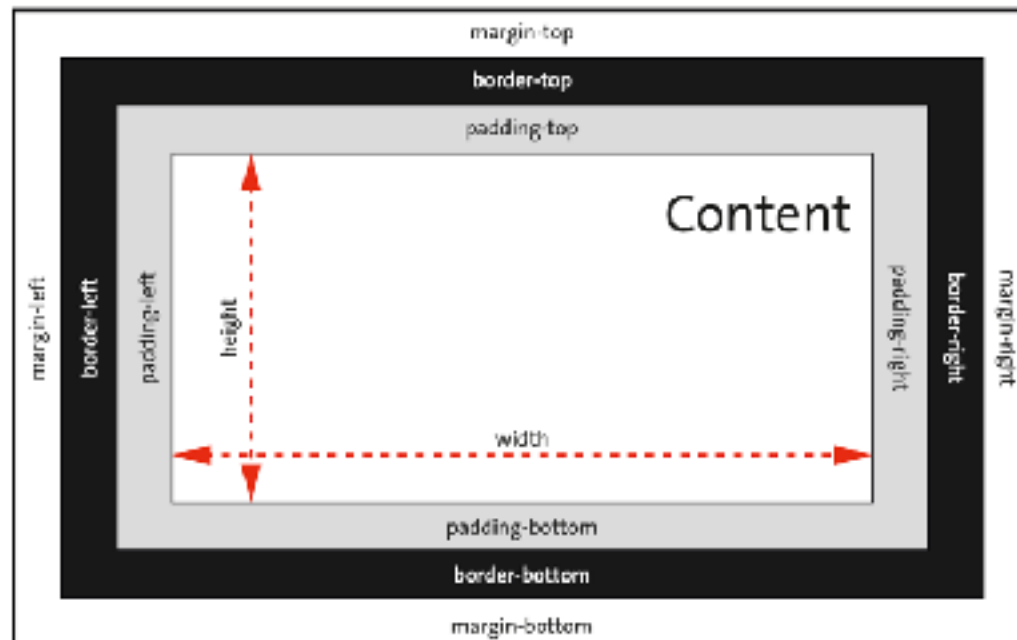 margin-top
border-top
padding-top
Content
margin-left
border-left
padding-left
height
padding-right
border-right
margin-right
width
padding-bottom
border-bottom
margin-bottom